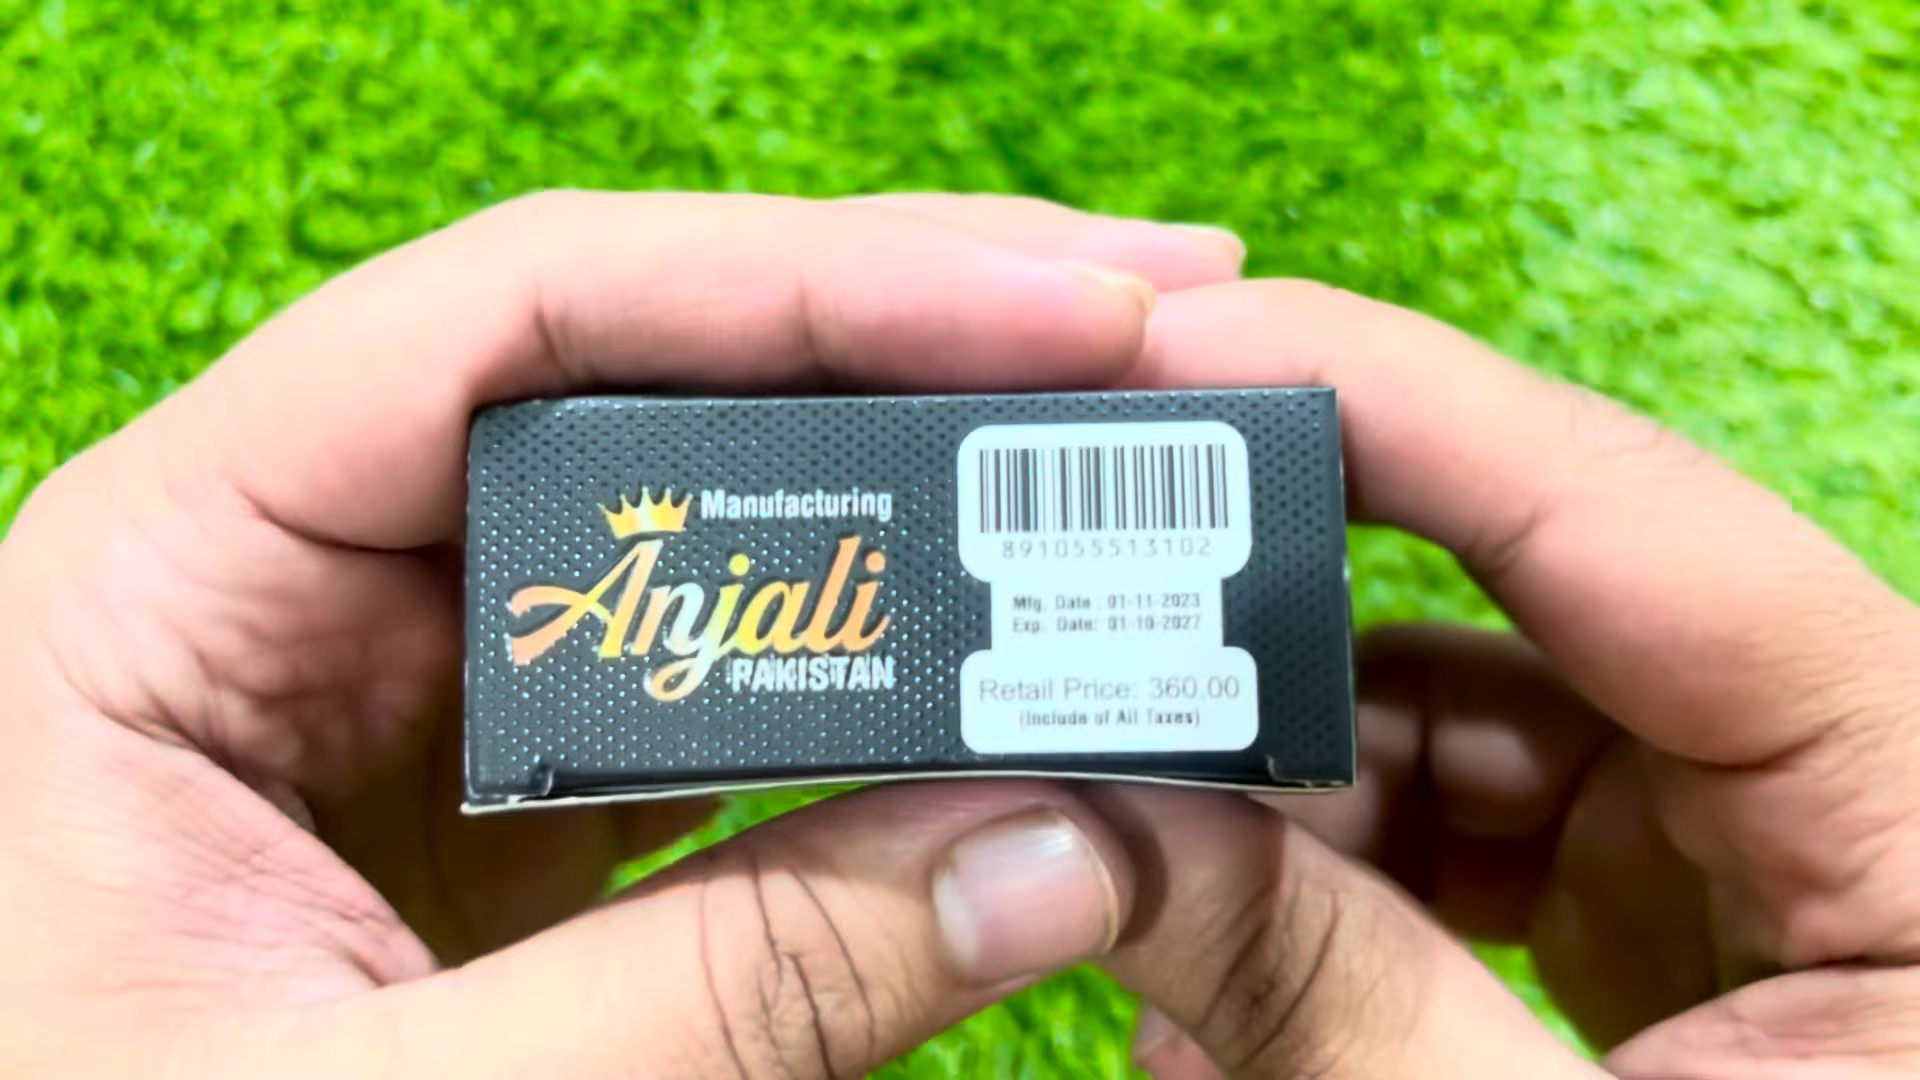 Manufacturing
Anjali
PAKISTAN
891055513102
Mfg. Date : 01-11-2023
Exp. Date: 01-10-2027
Retail Price: 360.00
(Include of All Taxes)